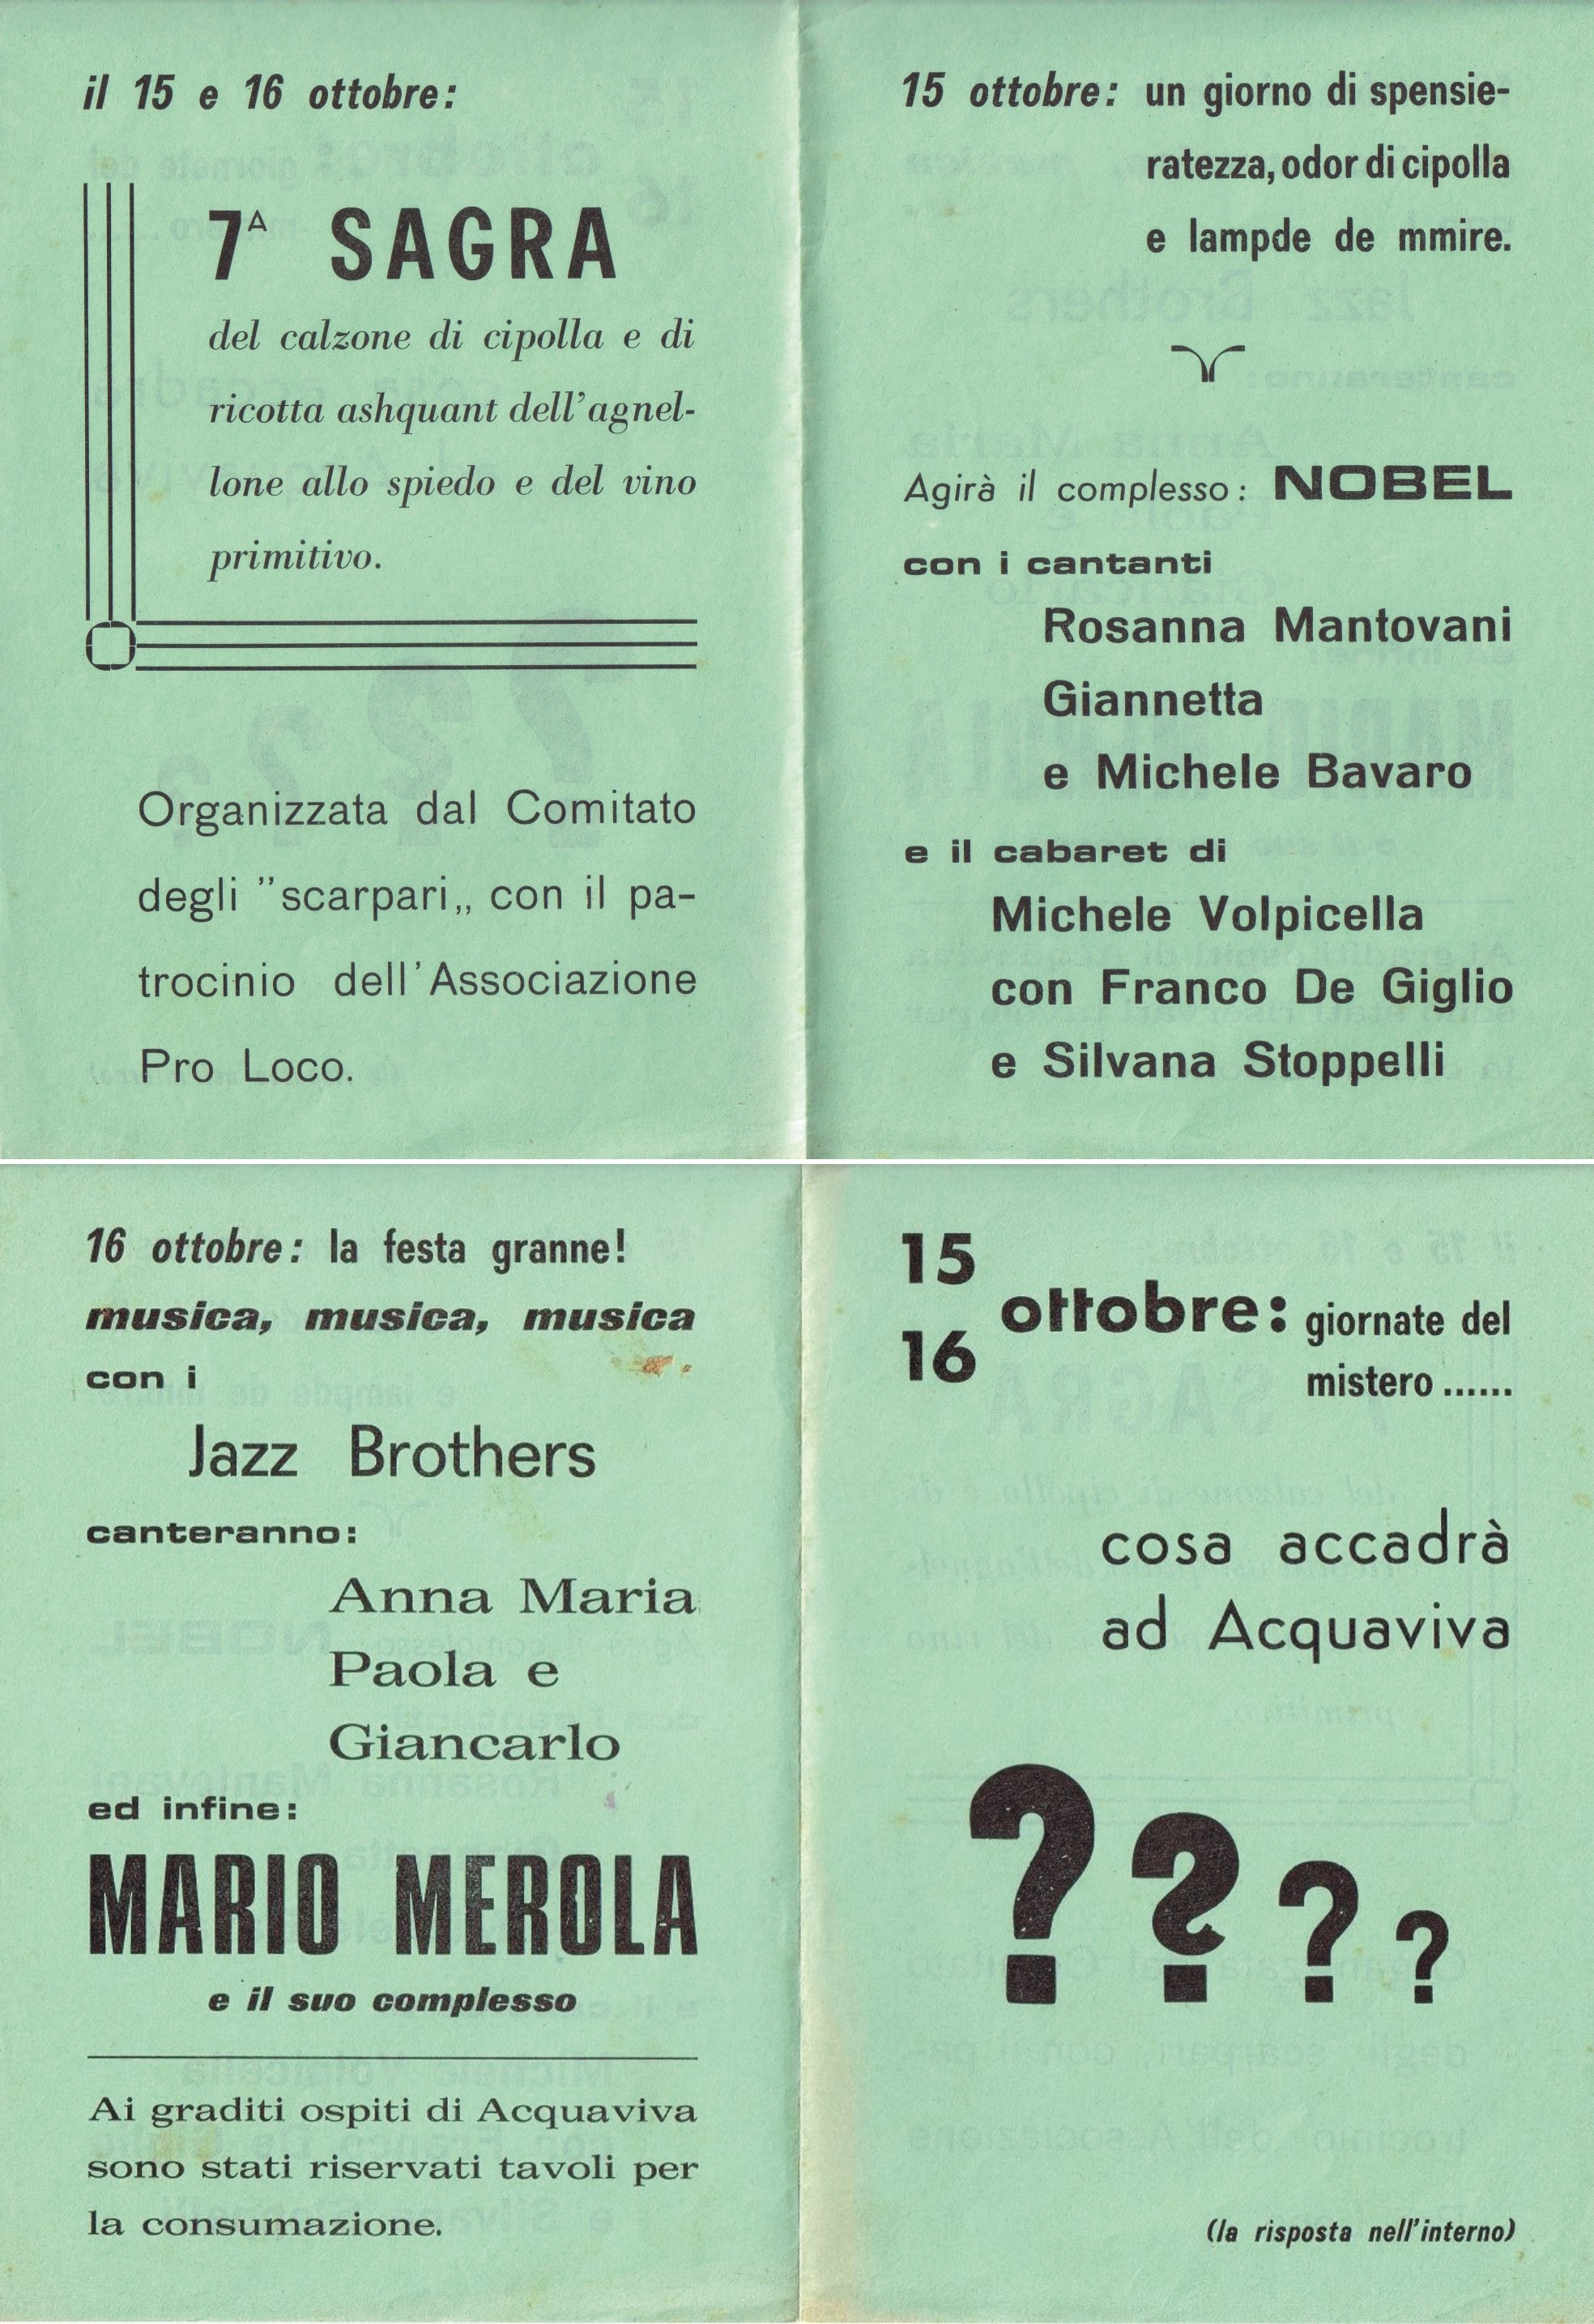 il 15 e 16 ottobre:
7A SAGRA
del calzone di cipolla e di
ricotta ashquant dell'agnel-
lone allo spiedo e del vino
primitivo.
Organizzata dal Comitato
degli "scarpari„ con il pa-
trocinio dell'Associazione
Pro Loco.
15 ottobre: un giorno di spensie-
ratezza, odor di cipolla
e lampde de mmire.
Agirà il complesso: NOBEL
con i cantanti
Rosanna Mantovani
Giannetta
e Michele Bavaro
e il cabaret di
Michele Volpicella
con Franco De Giglio
e Silvana Stoppelli
16 ottobre: la festa granne!
musica, musica, musica
con i
Jazz Brothers
canteranno:
Anna Maria
Paola e
Giancarlo
ed infine:
MARIO MEROLA
e il suo complesso
Ai graditi ospiti di Acquaviva
sono stati riservati tavoli per
la consumazione.
15
16
ottobre: giornate del
mistero ......
cosa accadrà
ad Acquaviva
? ? ? ?
(la risposta nell'interno)